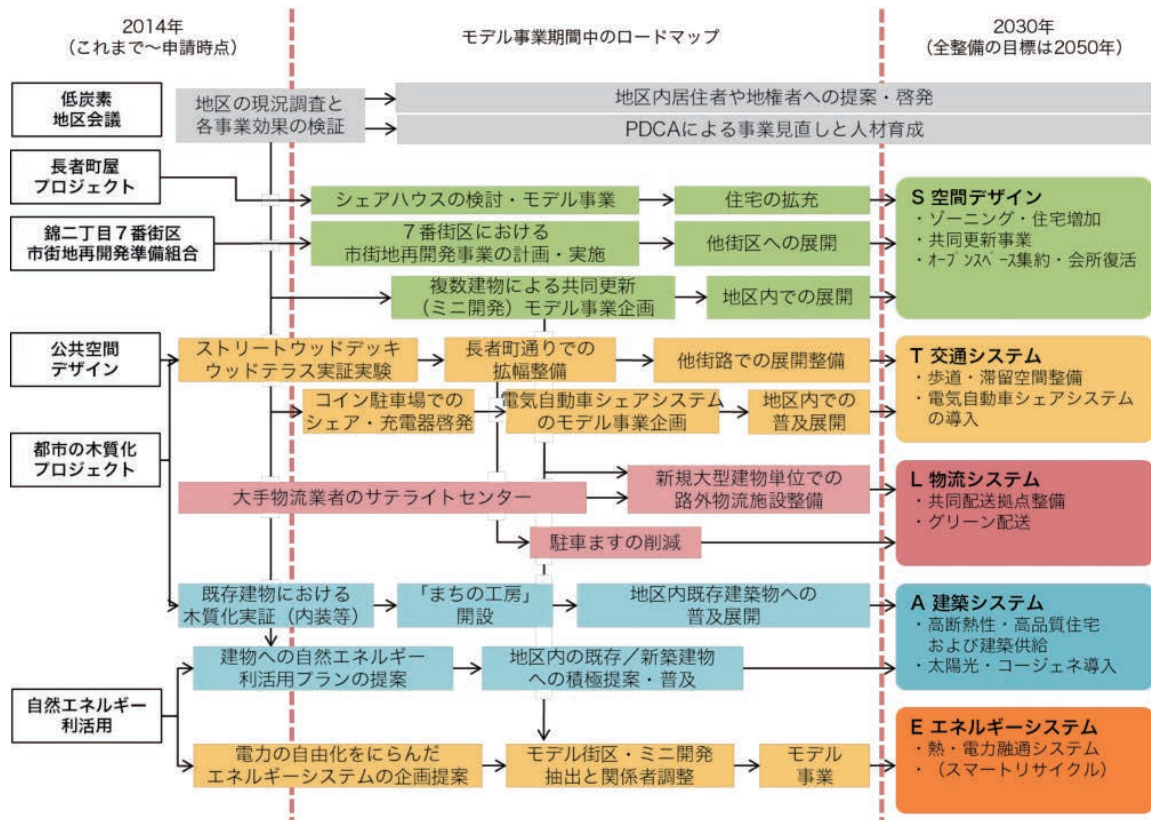 2014年
（これまで〜申請時点）
モデル事業期間中のロードマップ
2030年
（全整備の目標は2050年）
低炭素
地区会議
地区の現況調査と
各事業効果の検証
地区内居住者や地権者への提案・啓発
PDCAによる事業見直しと人材育成
長者町屋
プロジェクト
シェアハウスの検討・モデル事業
住宅の拡充
錦二丁目７番街区
市街地再開発準備組合
７番街区における
市街地再開発事業の計画・実施
他街区への展開
複数建物による共同更新
（ミニ開発）モデル事業企画
地区内での展開
S 空間デザイン
・ゾーニング・住宅増加
・共同更新事業
・ｵｰﾌﾟﾝｽﾍﾟｰｽ集約・会所復活
公共空間
デザイン
ストリートウッドデッキ
ウッドテラス実証実験
長者町通りでの
拡幅整備
他街路での展開整備
コイン駐車場での
シェア・充電器啓発
電気自動車シェアシステム
のモデル事業企画
地区内での
普及展開
T 交通システム
・歩道・滞留空間整備
・電気自動車シェアシステム
の導入
都市の木質化
プロジェクト
大手物流業者のサテライトセンター
新規大型建物単位での
路外物流施設整備
駐車ますの削減
L 物流システム
・共同配送拠点整備
・グリーン配送
既存建物における
木質化実証（内装等）
「まちの工房」
開設
地区内既存建築物への
普及展開
建物への自然エネルギー
利活用プランの提案
地区内の既存／新築建物
への積極提案・普及
A 建築システム
・高断熱性・高品質住宅
および建築供給
・太陽光・コージェネ導入
自然エネルギー
利活用
電力の自由化をにらんだ
エネルギーシステムの企画提案
モデル街区・ミニ開発
抽出と関係者調整
モデル
事業
E エネルギーシステム
・熱・電力融通システム
・（スマートリサイクル）